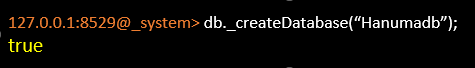 127.0.0.1:8529@_system> db._createDatabase(“Hanumadb”);
true